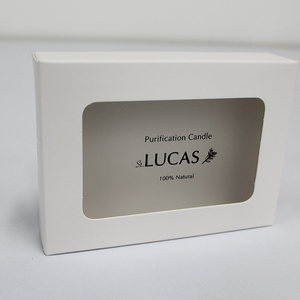 Purification Candle
St. LUCAS
100% Natural